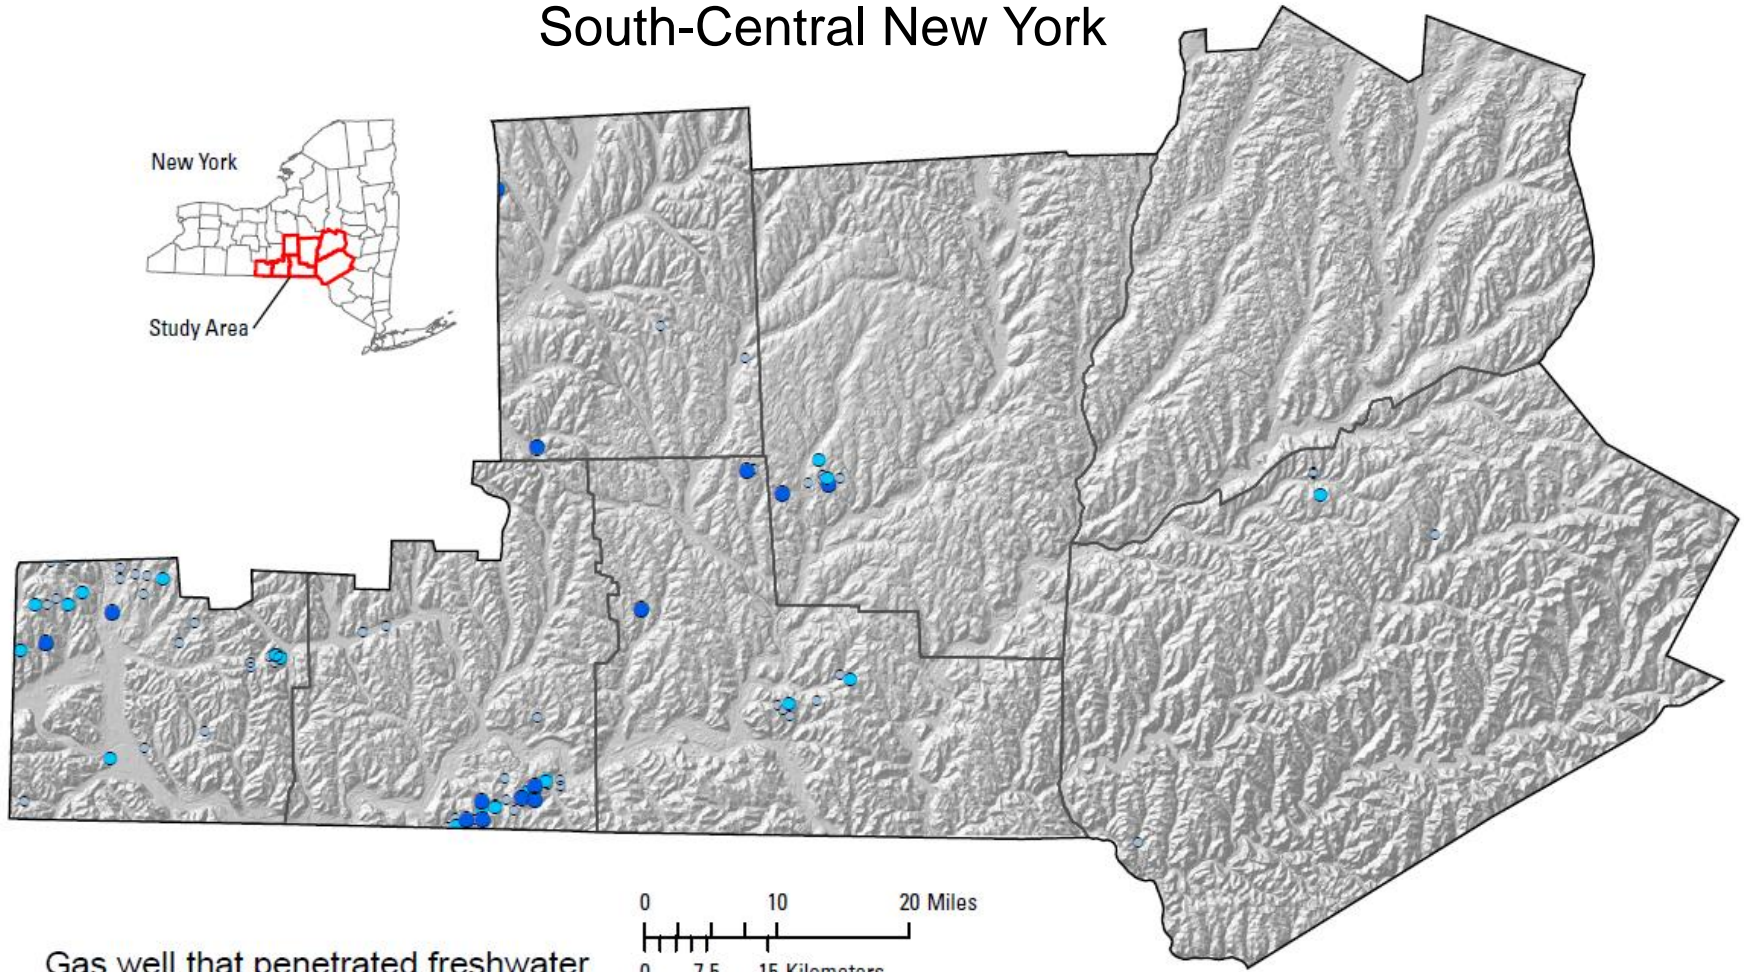 South-Central New York
New York
Study Area
0 10 20 Miles
0 7.5 15 Kilometers
Gas well that penetrated freshwater